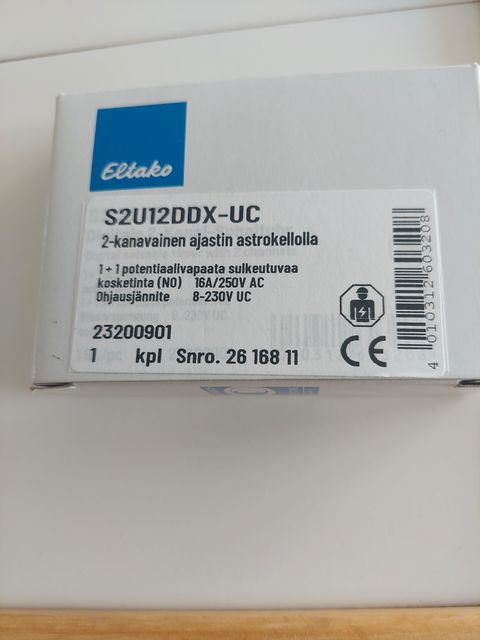 Eltako
S2U12DDX-UC
2-kanavainen ajastin astrokellolla
1 + 1 potentiaalivapaata sulkeutuvaa
kosketinta (NO) 16A/250V AC
Ohjausjännite 8-230V UC
23200901
1 kpl Snro. 26 168 11
CE
4 010312 603208